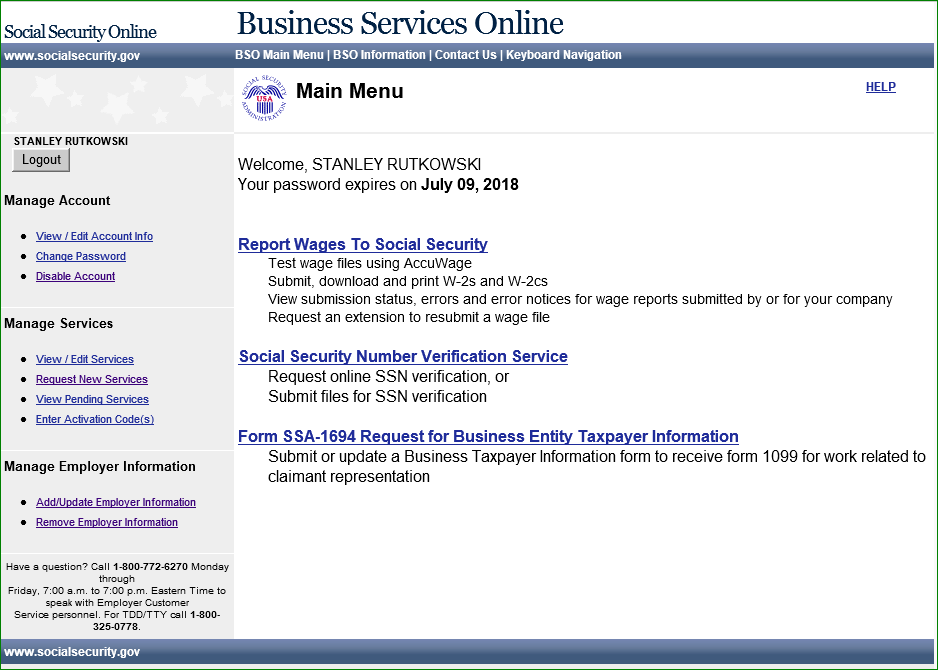 Social Security Online
Business Services Online
www.socialsecurity.gov
BSO Main Menu | BSO Information | Contact Us | Keyboard Navigation
SOCIAL SECURITY ADMINISTRATION
USA
Main Menu
HELP
STANLEY RUTKOWSKI
Logout
Manage Account
View / Edit Account Info
Change Password
Disable Account
Manage Services
View / Edit Services
Request New Services
View Pending Services
Enter Activation Code(s)
Manage Employer Information
Add/Update Employer Information
Remove Employer Information
Have a question? Call 1-800-772-6270 Monday
through
Friday, 7:00 a.m. to 7:00 p.m. Eastern Time to
speak with Employer Customer
Service personnel. For TDD/TTY call 1-800-
325-0778.
Welcome, STANLEY RUTKOWSKI
Your password expires on July 09, 2018
Report Wages To Social Security
Test wage files using AccuWage
Submit, download and print W-2s and W-2cs
View submission status, errors and error notices for wage reports submitted by or for your company
Request an extension to resubmit a wage file
Social Security Number Verification Service
Request online SSN verification, or
Submit files for SSN verification
Form SSA-1694 Request for Business Entity Taxpayer Information
Submit or update a Business Taxpayer Information form to receive form 1099 for work related to
claimant representation
www.socialsecurity.gov